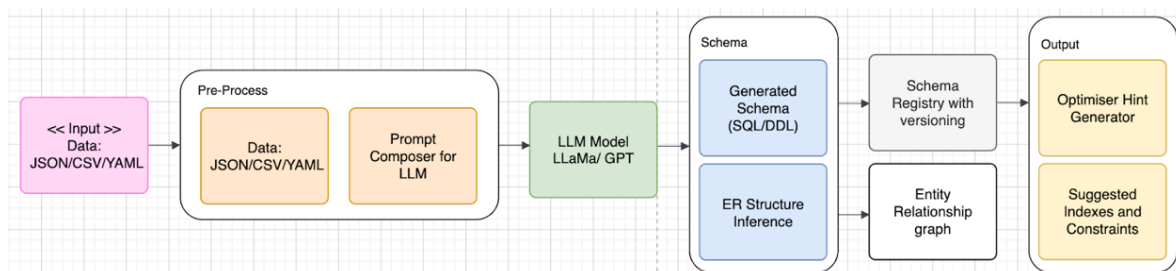 << Input >>
Data:
JSON/CSV/YAML
Pre-Process
Data:
JSON/CSV/YAML
Prompt
Composer for
LLM
LLM Model
LLaMa/ GPT
Schema
Generated
Schema
(SQL/DDL)
ER Structure
Inference
Schema
Registry with
versioning
Entity
Relationship
graph
Output
Optimiser Hint
Generator
Suggested
Indexes and
Constraints